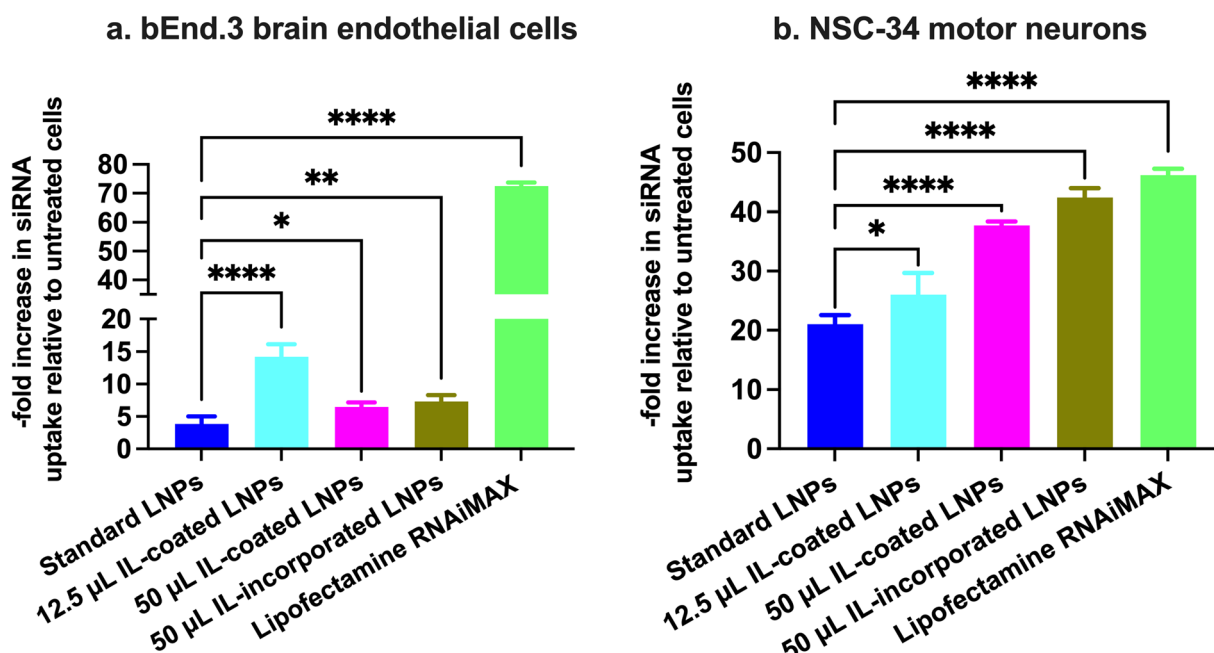 a. bEnd.3 brain endothelial cells
-fold increase in siRNA
uptake relative to untreated cells
80
70
60
50
40
20
15
10
5
0
****
**
*
****
Standard LNPs
12.5 µL IL-coated LNPs
50 µL IL-coated LNPs
50 µL IL-incorporated LNPs
Lipofectamine RNAiMAX
b. NSC-34 motor neurons
-fold increase in siRNA
uptake relative to untreated cells
50
40
30
20
10
0
****
****
****
*
Standard LNPs
12.5 µL IL-coated LNPs
50 µL IL-coated LNPs
50 µL IL-incorporated LNPs
Lipofectamine RNAiMAX